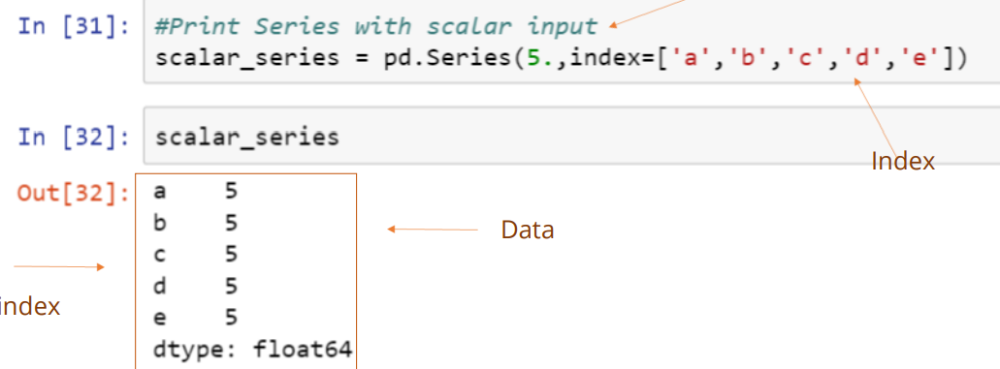 In [31]: #Print Series with scalar input
scalar_series = pd.Series(5.,index=['a','b','c','d','e'])
In [32]: scalar_series
Index
Out[32]: a 5
b 5
Data
c 5
d 5
index
e 5
dtype: float64